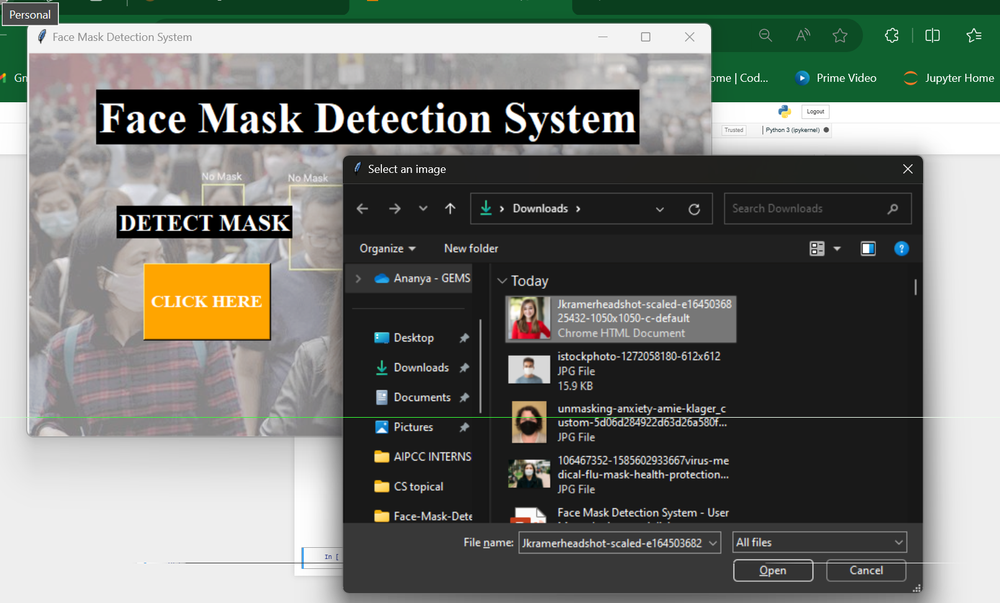 Personal
Face Mask Detection System
Gm
ome | Cod...
Prime Video
Jupyter Home
Logout
Trusted
Python 3 (ipykernel)
Face Mask Detection System
No Mask
No Mask
DETECT MASK
CLICK HERE
Select an image
Downloads
Search Downloads
Organize
New folder
Ananya - GEMS
Desktop
Downloads
Documents
Pictures
AIPCC INTERNS
CS topical
Face-Mask-Dete
Today
Jkramerheadshot-scaled-e16450368
25432-1050x1050-c-default
Chrome HTML Document
istockphoto-1272058180-612x612
JPG File
15.9 KB
unmasking-anxiety-amie-klager_c
ustom-5d06d284922d63d26a580f...
JPG File
106467352-1585602933667virus-me
dical-flu-mask-health-protection...
JPG File
Face Mask Detection System - User
File name:
Jkramerheadshot-scaled-e164503682
All files
Open
Cancel
In [